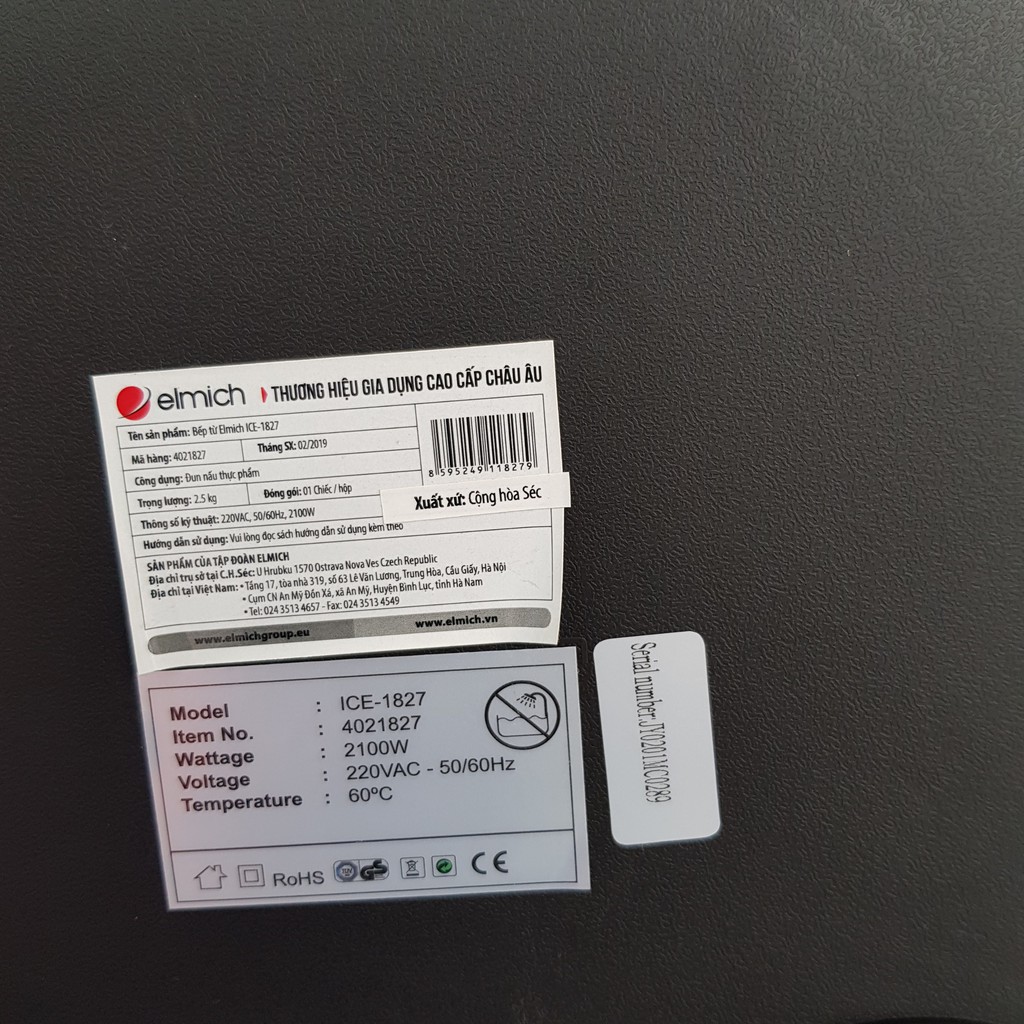 elmich THƯƠNG HIỆU GIA DỤNG CAO CẤP CHÂU ÂU
Tên sản phẩm: Bếp từ Elmich ICE-1827
Mã hàng: 4021827 Tháng SX: 02/2019
Công dụng: Đun nấu thực phẩm
8 595249 118279
Trọng lượng: 2.5 kg Đóng gói: 01 Chiếc / hộp
Xuất xứ: Cộng hòa Séc
Thông số kỹ thuật: 220VAC, 50/60Hz, 2100W
Hướng dẫn sử dụng: Vui lòng đọc sách hướng dẫn sử dụng kèm theo
SẢN PHẨM CỦA TẬP ĐOÀN ELMICH
Địa chỉ trụ sở tại C.H.Séc: U Hrubku 1570 Ostrava Nova Ves Czech Republic
Địa chỉ tại Việt Nam: • Tầng 17, tòa nhà 319, số 63 Lê Văn Lương, Trung Hòa, Cầu Giấy, Hà Nội
• Cụm CN An Mỹ Đồn Xá, xã An Mỹ, Huyện Bình Lục, tỉnh Hà Nam
• Tel: 024 3513 4657 - Fax: 024 3513 4549
www.elmichgroup.eu www.elmich.vn
Model : ICE-1827
Item No. : 4021827
Wattage : 2100W
Voltage : 220VAC - 50/60Hz
Temperature : 60ºC
RoHS TÜV GS CE
Serial number:JY0201MC0289